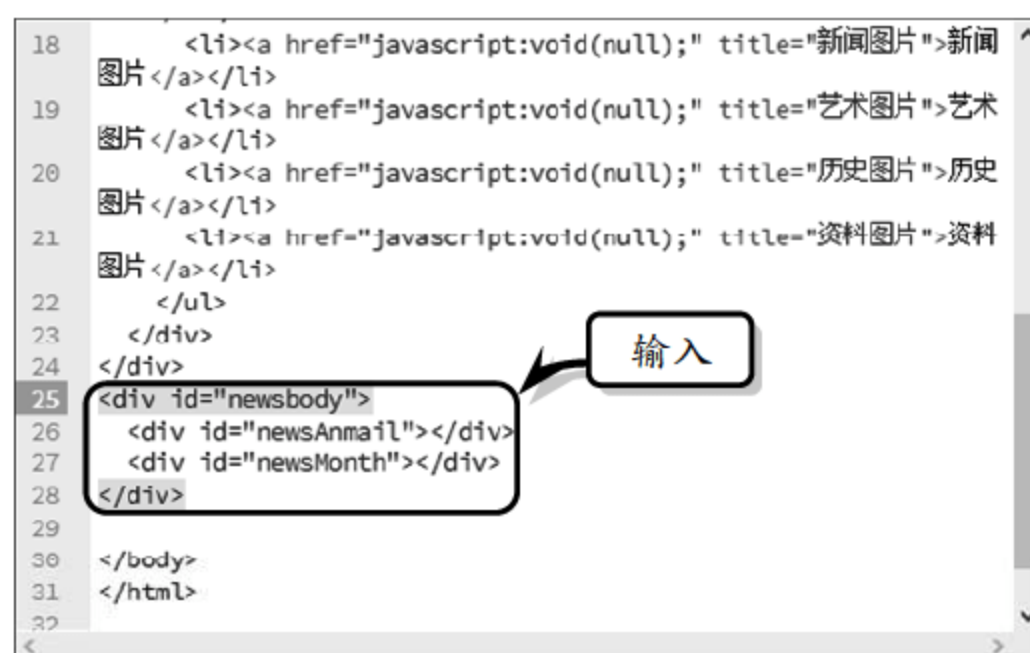 18 <li><a href="javascript:void(null);" title="新闻图片">新闻
图片</a></li>
19 <li><a href="javascript:void(null);" title="艺术图片">艺术
图片</a></li>
20 <li><a href="javascript:void(null);" title="历史图片">历史
图片</a></li>
21 <li><a href="javascript:void(null);" title="资料图片">资料
图片</a></li>
22 </ul>
23 </div>
24 </div>
输入
25 <div id="newsbody">
26 <div id="newsAnmail"></div>
27 <div id="newsMonth"></div>
28 </div>
29
30 </body>
31 </html>
32